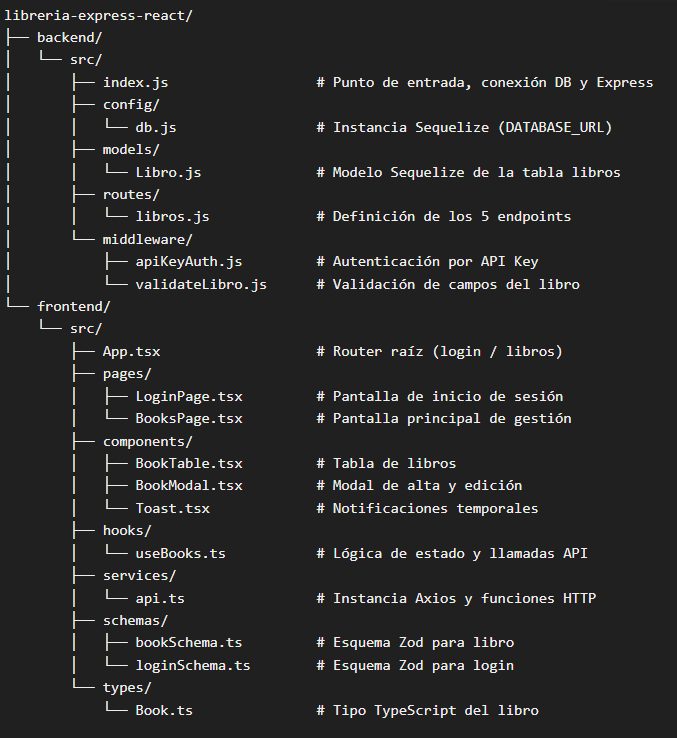 libreria-express-react/
├── backend/
│   └── src/
│       ├── index.js                  # Punto de entrada, conexión DB y Express
│       ├── config/
│       │   └── db.js                 # Instancia Sequelize (DATABASE_URL)
│       ├── models/
│       │   └── Libro.js              # Modelo Sequelize de la tabla libros
│       ├── routes/
│       │   └── libros.js             # Definición de los 5 endpoints
│       └── middleware/
│           ├── apiKeyAuth.js         # Autenticación por API Key
│           └── validateLibro.js      # Validación de campos del libro
└── frontend/
    └── src/
        ├── App.tsx                   # Router raíz (login / libros)
        ├── pages/
        │   ├── LoginPage.tsx         # Pantalla de inicio de sesión
        │   └── BooksPage.tsx         # Pantalla principal de gestión
        ├── components/
        │   ├── BookTable.tsx         # Tabla de libros
        │   ├── BookModal.tsx         # Modal de alta y edición
        │   └── Toast.tsx             # Notificaciones temporales
        ├── hooks/
        │   └── useBooks.ts           # Lógica de estado y llamadas API
        ├── services/
        │   └── api.ts                # Instancia Axios y funciones HTTP
        ├── schemas/
        │   ├── bookSchema.ts         # Esquema Zod para libro
        │   └── loginSchema.ts        # Esquema Zod para login
        └── types/
            └── Book.ts               # Tipo TypeScript del libro